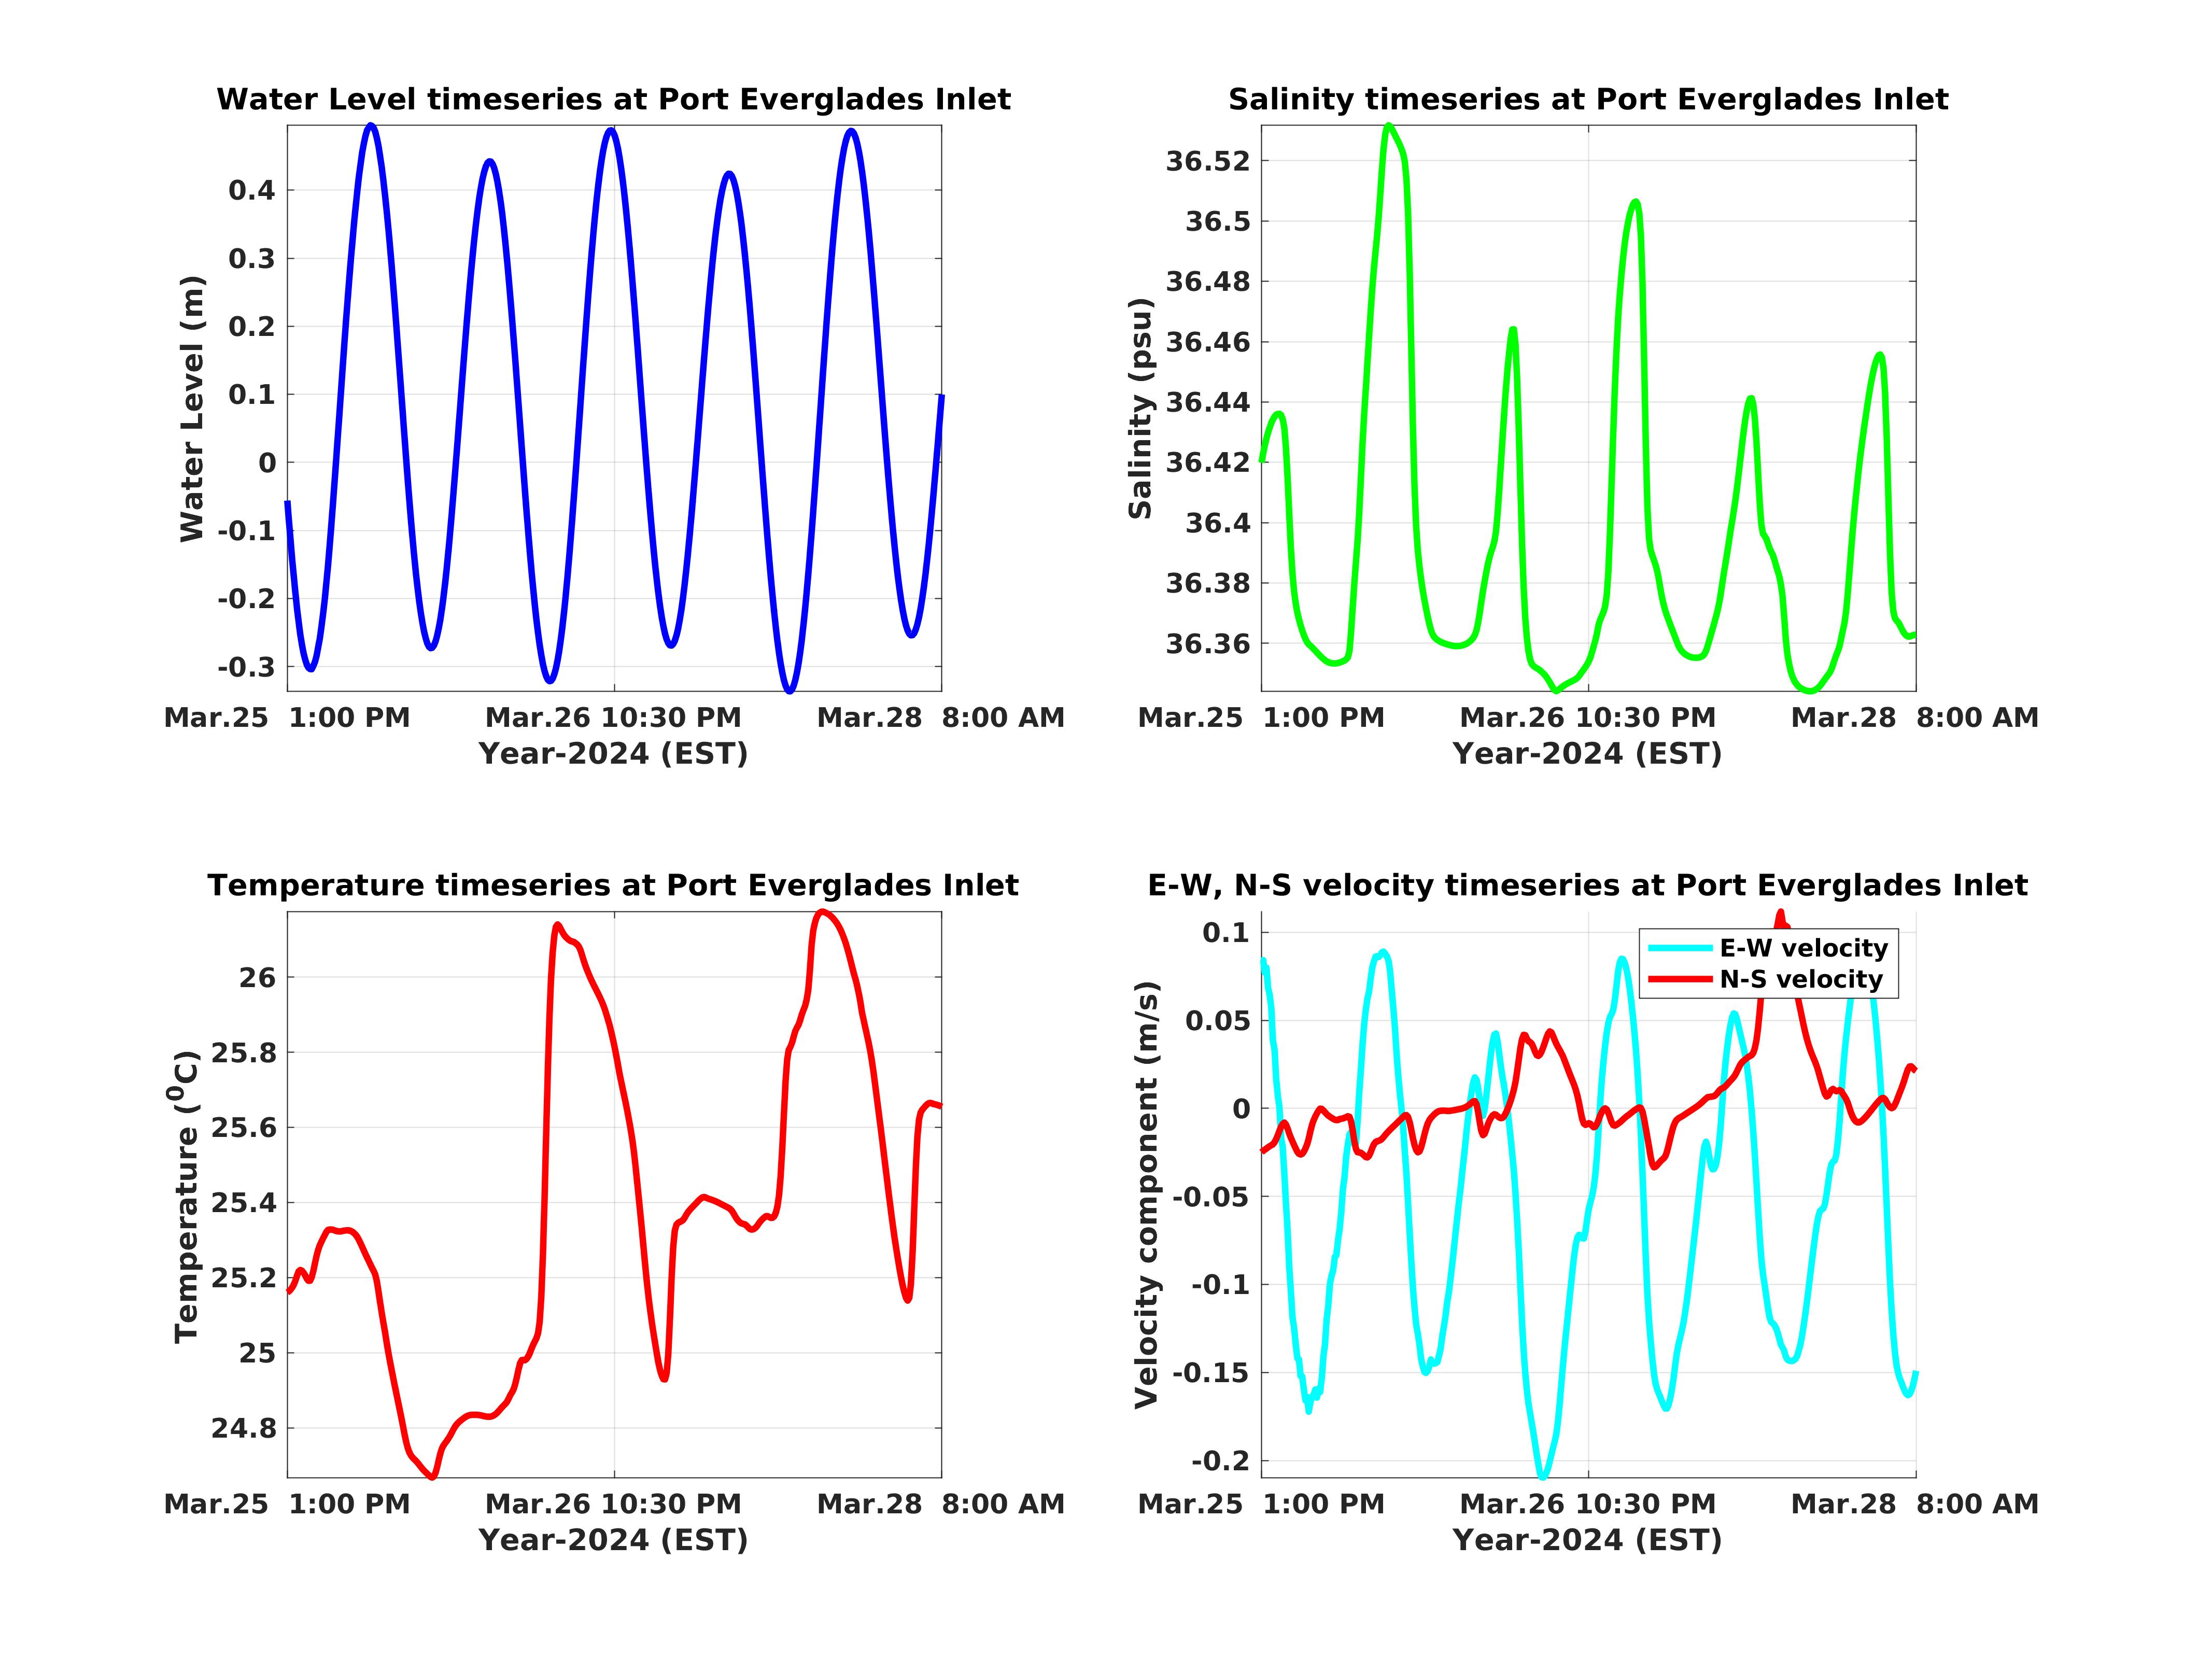 Water Level timeseries at Port Everglades Inlet
Water Level (m)
0.4
0.3
0.2
0.1
0
-0.1
-0.2
-0.3
Mar.25 1:00 PM Mar.26 10:30 PM Mar.28 8:00 AM
Year-2024 (EST)
Salinity timeseries at Port Everglades Inlet
Salinity (psu)
36.52
36.5
36.48
36.46
36.44
36.42
36.4
36.38
36.36
Mar.25 1:00 PM Mar.26 10:30 PM Mar.28 8:00 AM
Year-2024 (EST)
Temperature timeseries at Port Everglades Inlet
Temperature (⁰C)
26
25.8
25.6
25.4
25.2
25
24.8
Mar.25 1:00 PM Mar.26 10:30 PM Mar.28 8:00 AM
Year-2024 (EST)
E-W, N-S velocity timeseries at Port Everglades Inlet
Velocity component (m/s)
0.1
0.05
0
-0.05
-0.1
-0.15
-0.2
E-W velocity
N-S velocity
Mar.25 1:00 PM Mar.26 10:30 PM Mar.28 8:00 AM
Year-2024 (EST)